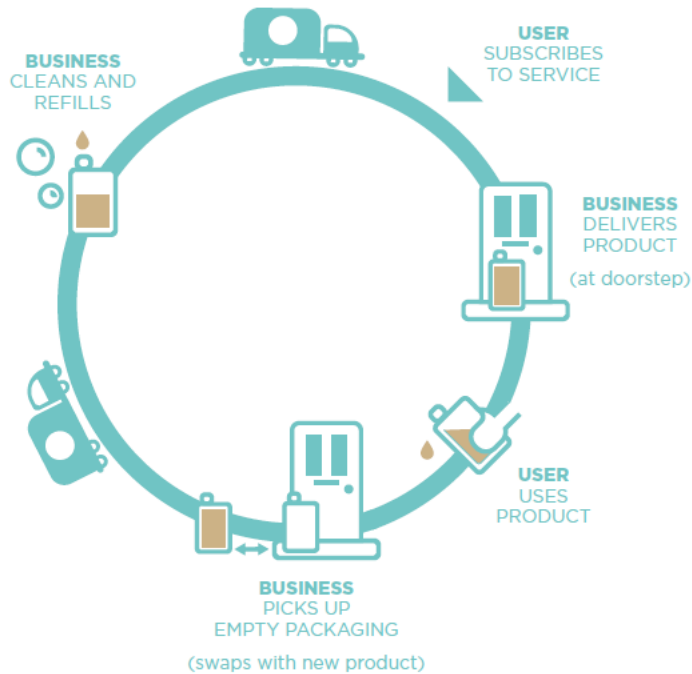 USER
SUBSCRIBES
TO SERVICE
BUSINESS
DELIVERS
PRODUCT
(at doorstep)
USER
USES
PRODUCT
BUSINESS
PICKS UP
EMPTY PACKAGING
(swaps with new product)
BUSINESS
CLEANS AND
REFILLS